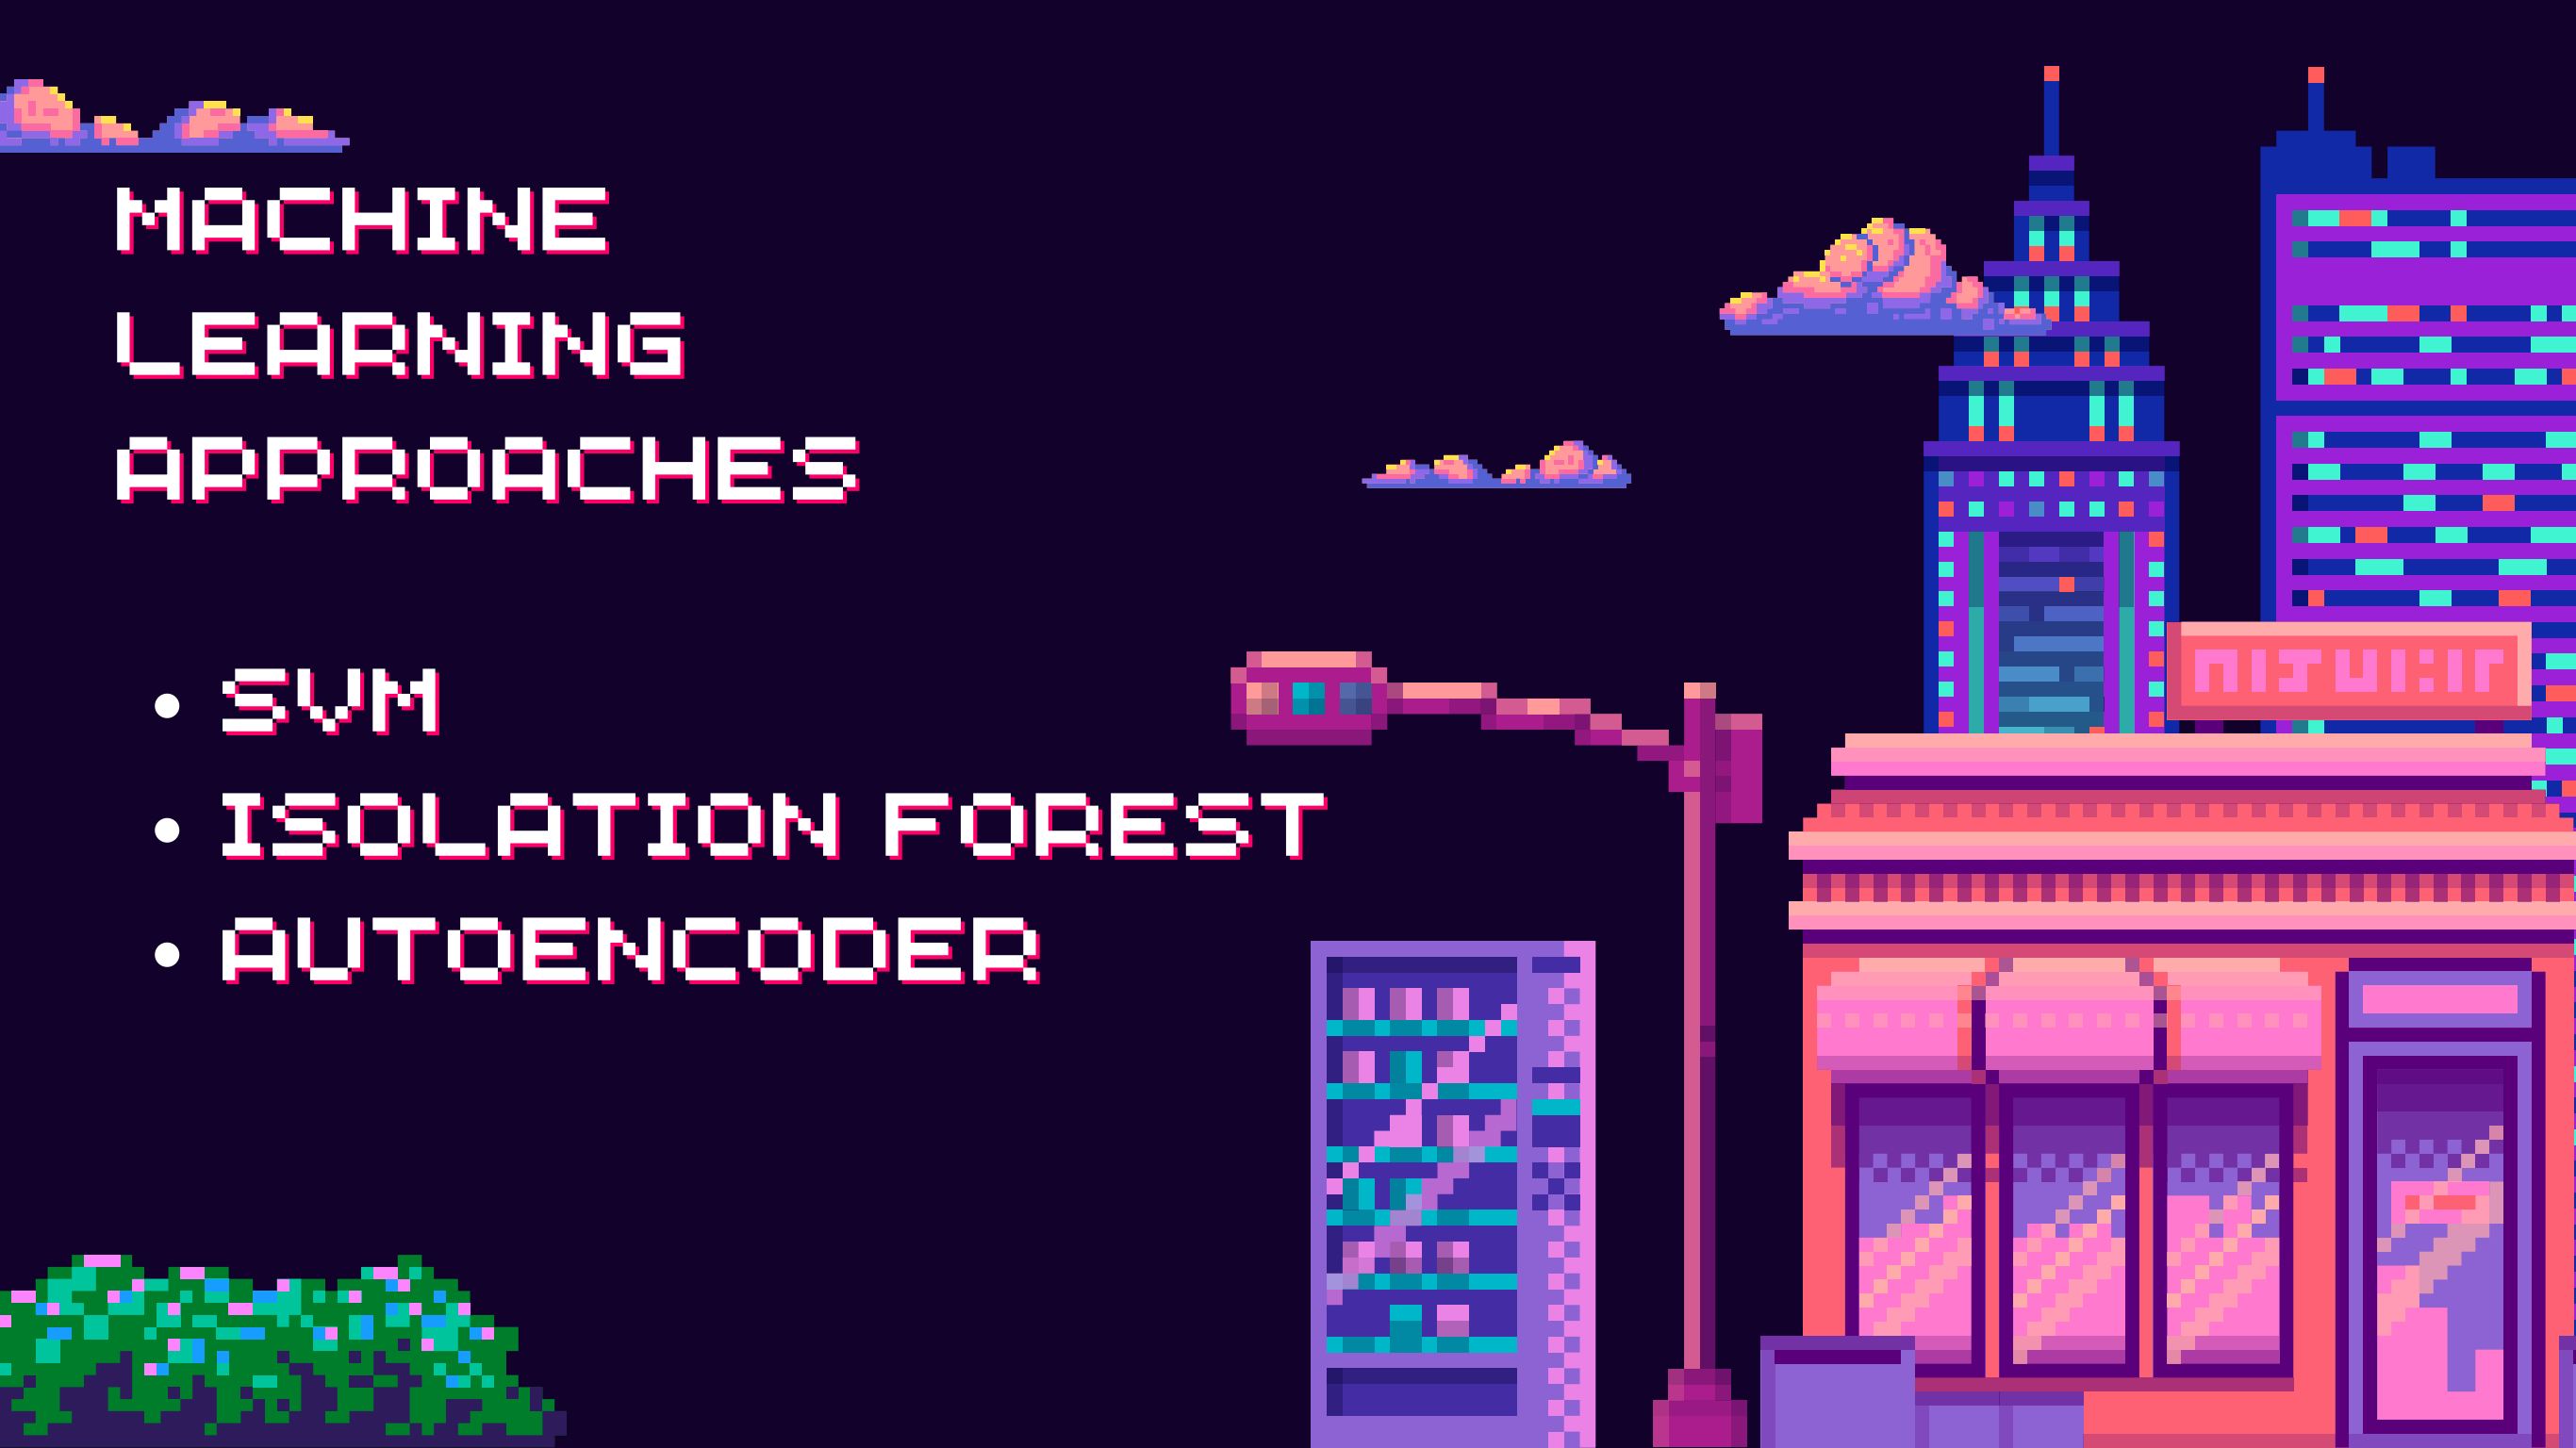 MACHINE
LEARNING
APPROACHES
• SVM
• ISOLATION FOREST
• AUTOENCODER